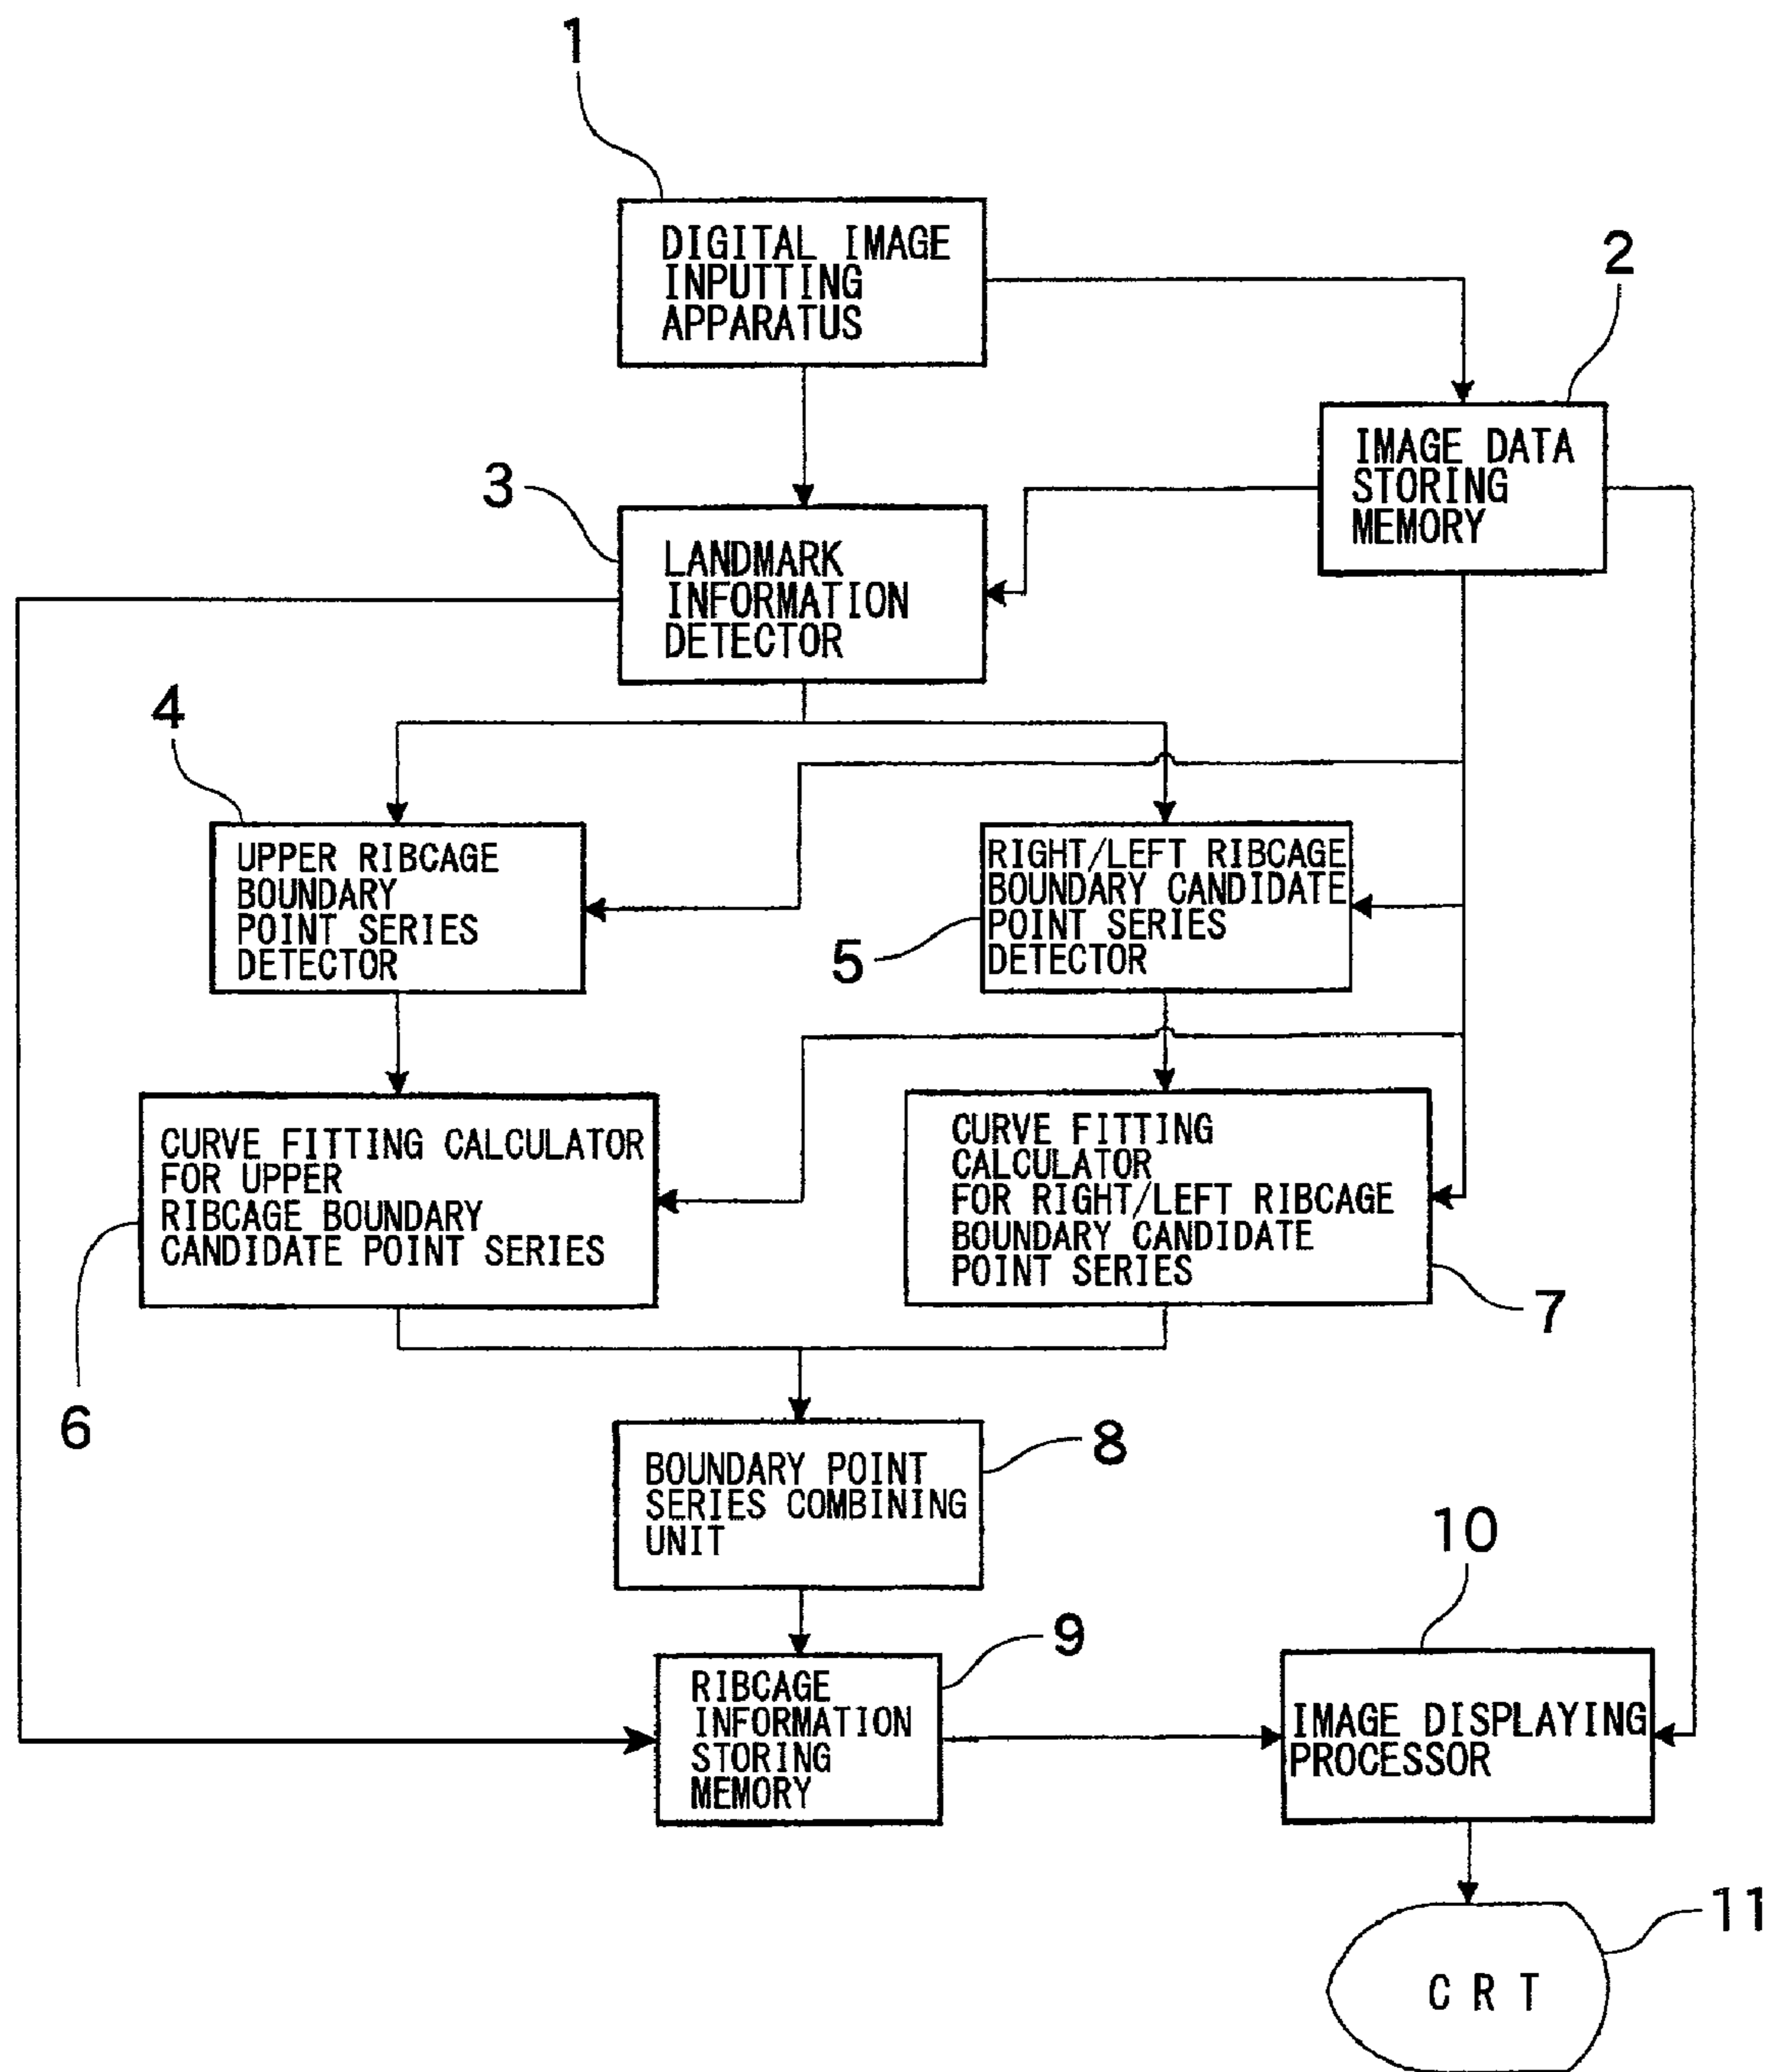 1
DIGITAL IMAGE
INPUTTING
APPARATUS
2
IMAGE DATA
STORING
MEMORY
3
LANDMARK
INFORMATION
DETECTOR
4
UPPER RIBCAGE
BOUNDARY
POINT SERIES
DETECTOR
RIGHT/LEFT RIBCAGE
BOUNDARY CANDIDATE
POINT SERIES
DETECTOR
5
CURVE FITTING CALCULATOR
FOR UPPER
RIBCAGE BOUNDARY
CANDIDATE POINT SERIES
6
CURVE FITTING
CALCULATOR
FOR RIGHT/LEFT RIBCAGE
BOUNDARY CANDIDATE
POINT SERIES
7
BOUNDARY POINT
SERIES COMBINING
UNIT
8
RIBCAGE
INFORMATION
STORING
MEMORY
9
10
IMAGE DISPLAYING
PROCESSOR
CRT
11